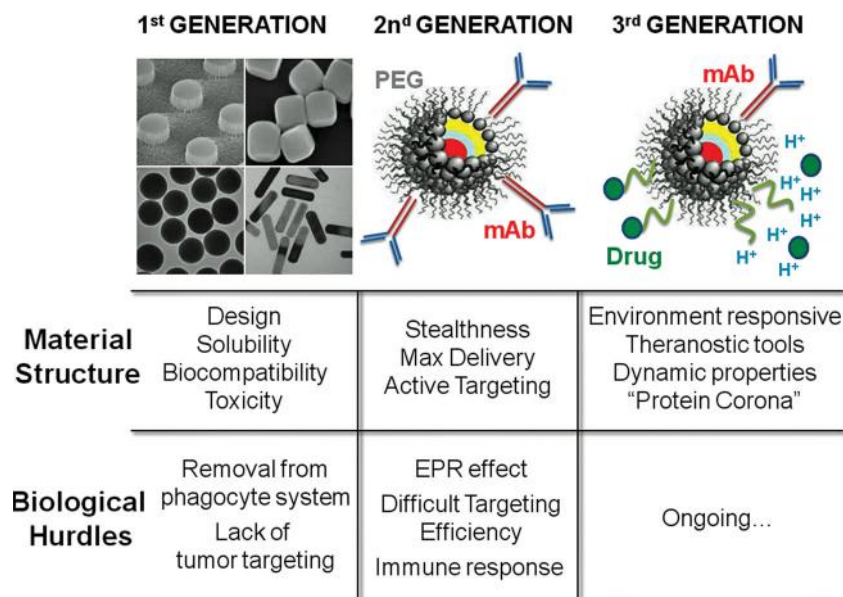 1st GENERATION
2nd GENERATION
3rd GENERATION
PEG
mAb
mAb
Drug
H+
H+
H+
H+
H+
H+
H+
H+
Material
Structure
Design
Solubility
Biocompatibility
Toxicity
Stealthness
Max Delivery
Active Targeting
Environment responsive
Theranostic tools
Dynamic properties
“Protein Corona”
Biological
Hurdles
Removal from
phagocyte system
Lack of
tumor targeting
EPR effect
Difficult Targeting
Efficiency
Immune response
Ongoing…